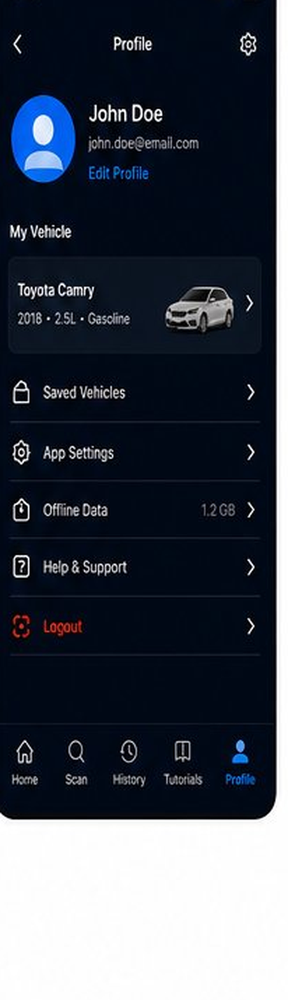 Profile
John Doe
john.doe@email.com
Edit Profile
My Vehicle
Toyota Camry
2018 • 2.5L • Gasoline
Saved Vehicles
App Settings
Offline Data 1.2 GB
Help & Support
Logout
Home Scan History Tutorials Profile